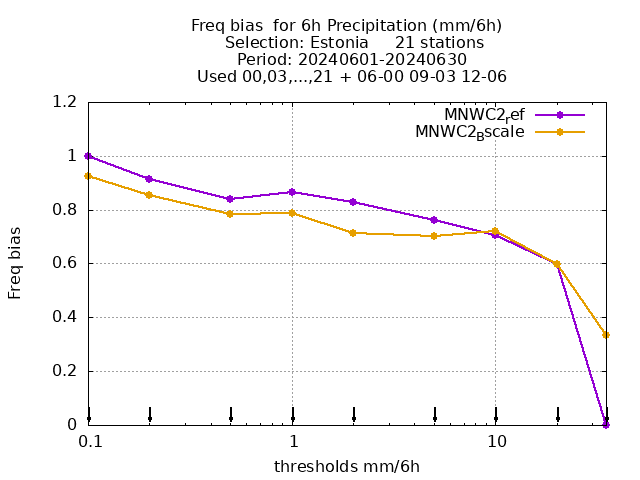 Freq bias  for 6h Precipitation (mm/6h)
Selection: Estonia     21 stations
Period: 20240601-20240630
Used 00,03,...,21 + 06-00 09-03 12-06
MNWC2ref
MNWC2Bscale
1.2
1
0.8
0.6
0.4
0.2
0
Freq bias
0.1
1
10
thresholds mm/6h